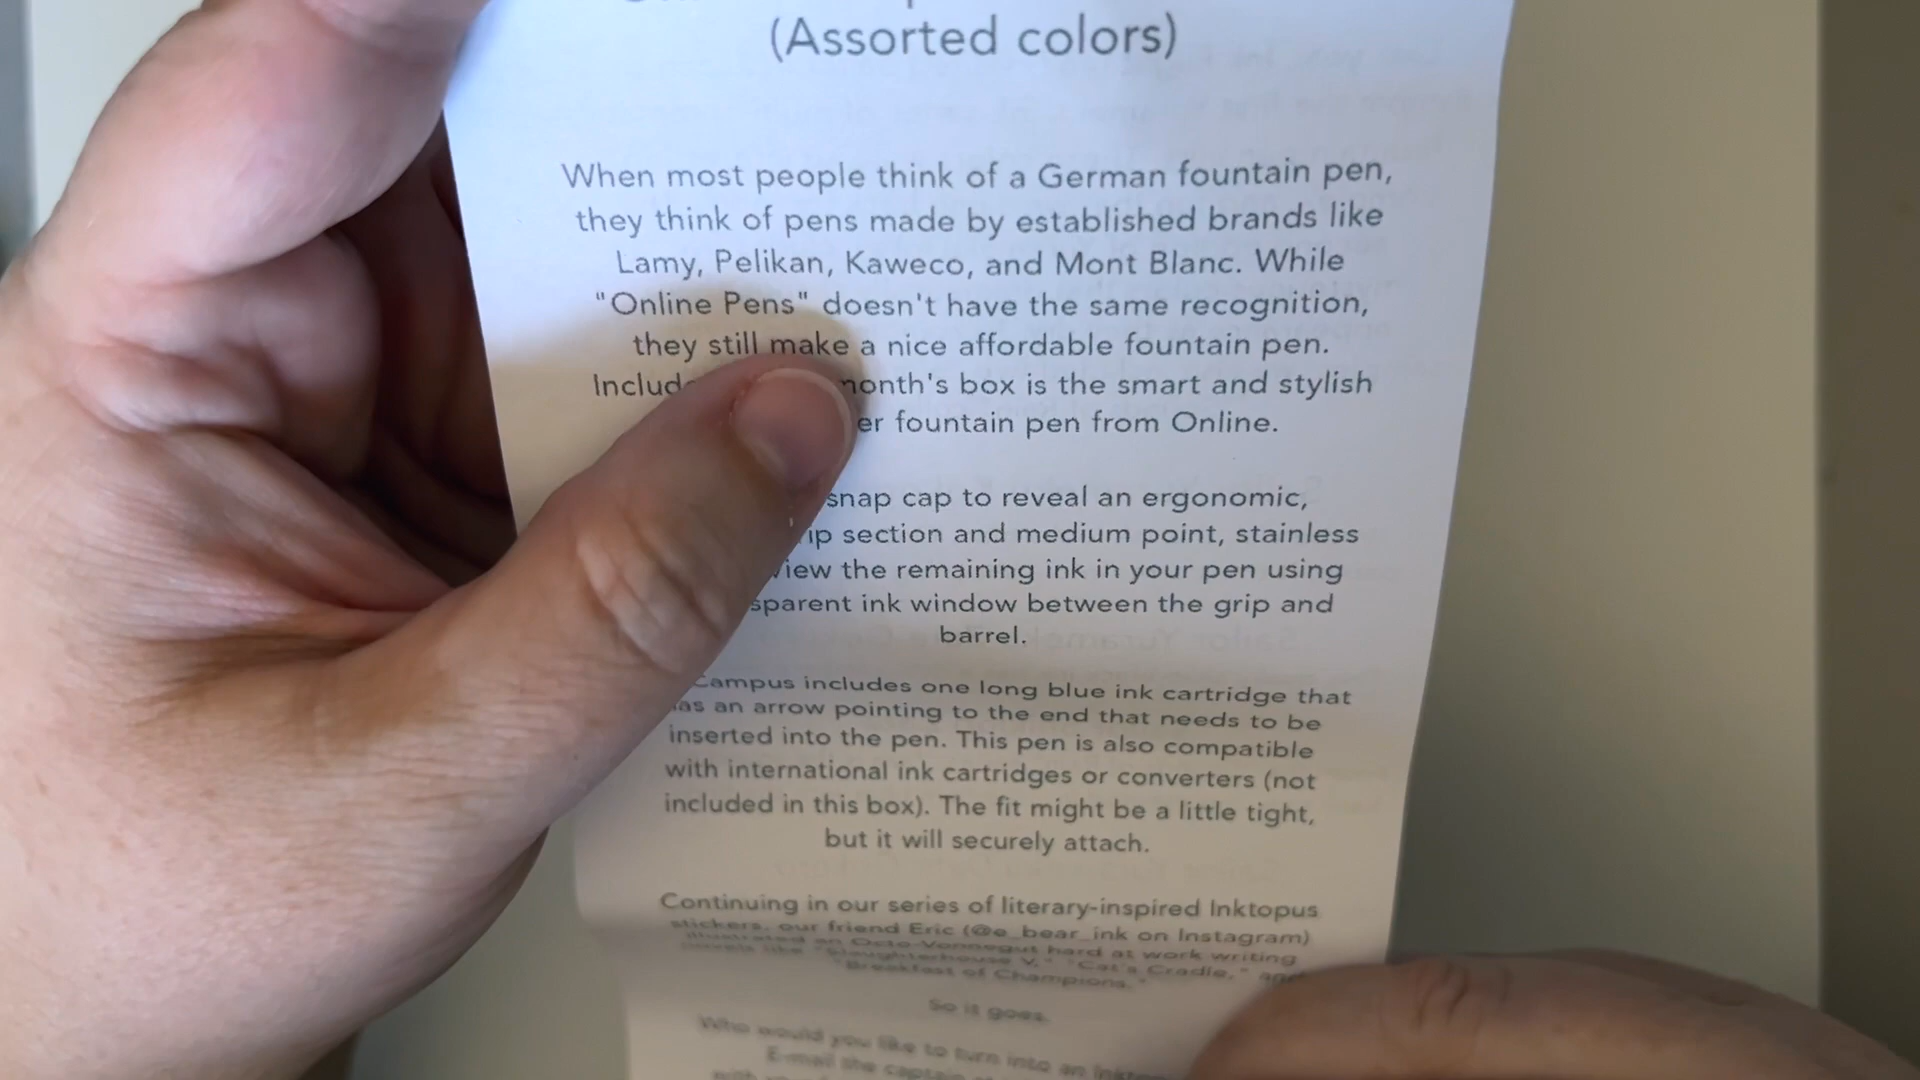 (Assorted colors)
When most people think of a German fountain pen,
they think of pens made by established brands like
Lamy, Pelikan, Kaweco, and Mont Blanc. While
"Online Pens" doesn't have the same recognition,
they still make a nice affordable fountain pen.
month's box is the smart and stylish
fountain pen from Online.
snap cap to reveal an ergonomic,
section and medium point, stainless
view the remaining ink in your pen using
ink window between the grip and
barrel.
Campus includes one long blue ink cartridge that
an arrow pointing to the end that needs to be
inserted into the pen. This pen is also compatible
with international ink cartridges or converters (not
included in this box). The fit might be a little tight,
but it will securely attach.
Continuing in our series of literary-inspired Inktopus
stickers, our friend Eric (@e_bear_ink on Instagram)
illustrated an Octo-Vonnegut hard at work writing
novels like "Slaughterhouse V," "Cat's Cradle," and
"Breakfast of Champions."
So it goes.
Who would you like to turn into an
E-mail the captain